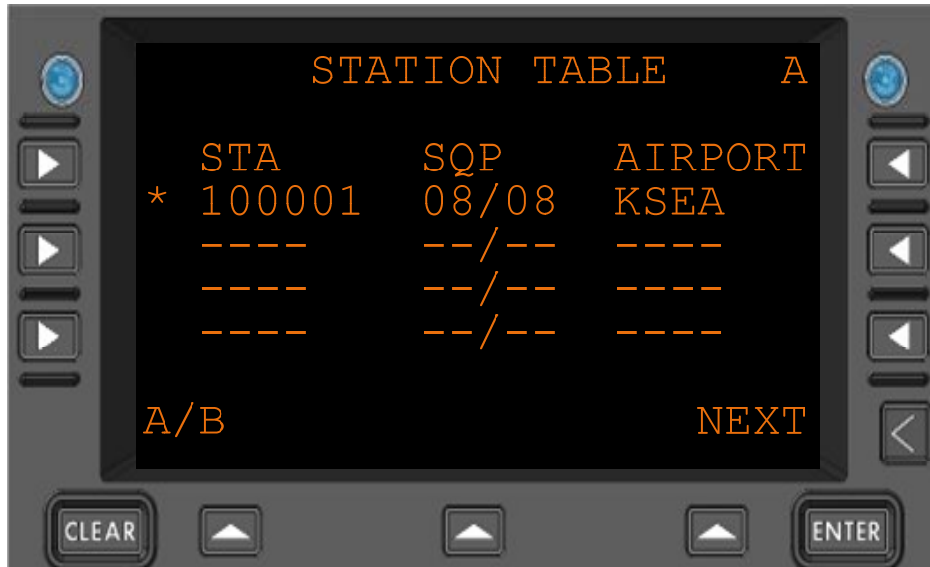 STATION TABLE A
STA SQP AIRPORT
* 100001 08/08 KSEA
---- --/-- ----
---- --/-- ----
---- --/-- ----
A/B NEXT
CLEAR ENTER